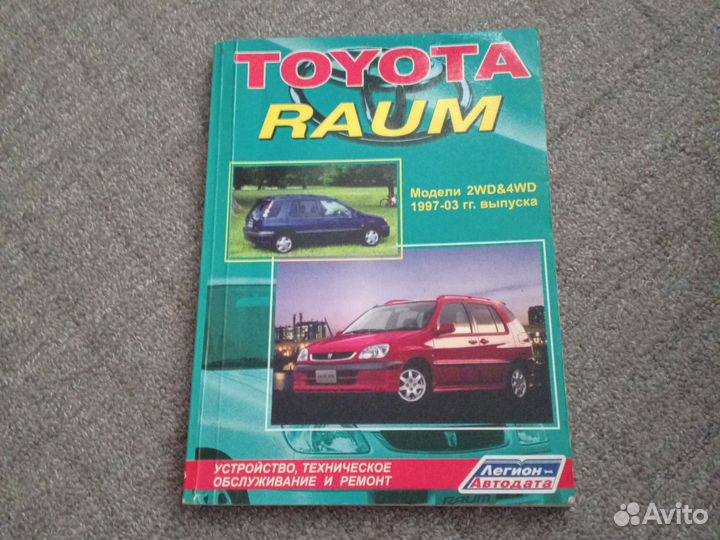 TOYOTA
RAUM
Модели 2WD&4WD
1997-03 гг. выпуска
УСТРОЙСТВО, ТЕХНИЧЕСКОЕ
ОБСЛУЖИВАНИЕ И РЕМОНТ
Легион-
Автодата
RAUM
Avito